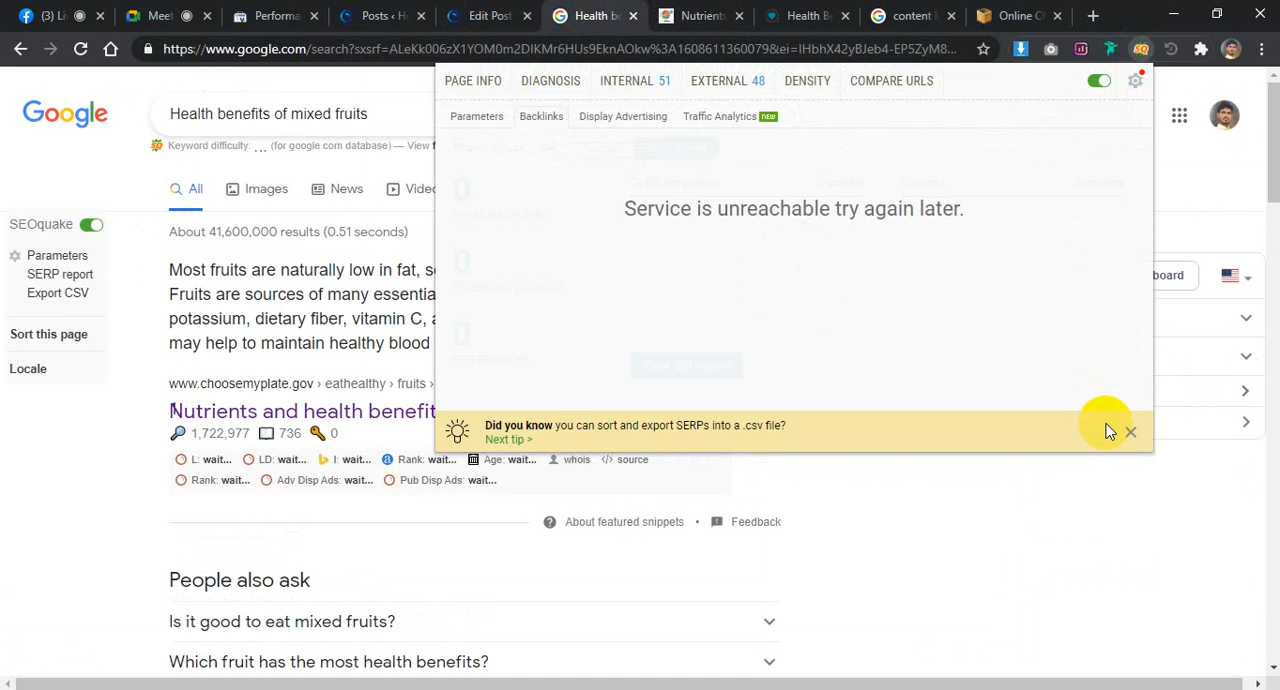 (3) Li
Meet
Performa
Posts ‹ H
Edit Post
Health be
Nutrients
Health Be
content
Online C
https://www.google.com/search?sxsrf=ALeKk006zX1YOM0m2DIKMr6HUs9EknAOkw%3A1608611360079&ei=IHbhX42yBJeb4-EP5ZyM8...
PAGE INFO DIAGNOSIS INTERNAL 51 EXTERNAL 48 DENSITY COMPARE URLS
Parameters Backlinks Display Advertising Traffic Analytics NEW
Google
Health benefits of mixed fruits
Keyword difficulty: ... (for google.com database) — View f
All Images News Video
SEOquake
Parameters
SERP report
Export CSV
Sort this page
Locale
About 41,600,000 results (0.51 seconds)
Service is unreachable try again later.
Most fruits are naturally low in fat, s
Fruits are sources of many essentia
potassium, dietary fiber, vitamin C, a
may help to maintain healthy blood
board
www.choosemyplate.gov › eathealthy › fruits ›
Nutrients and health benefit
1,722,977 736 0
Did you know you can sort and export SERPs into a .csv file?
Next tip >
L: wait... LD: wait... I: wait... Rank: wait... Age: wait... whois </> source
Rank: wait... Adv Disp Ads: wait... Pub Disp Ads: wait...
About featured snippets • Feedback
People also ask
Is it good to eat mixed fruits?
Which fruit has the most health benefits?